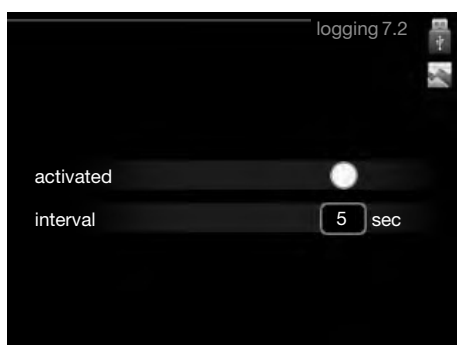 logging 7.2
activated
interval 5 sec